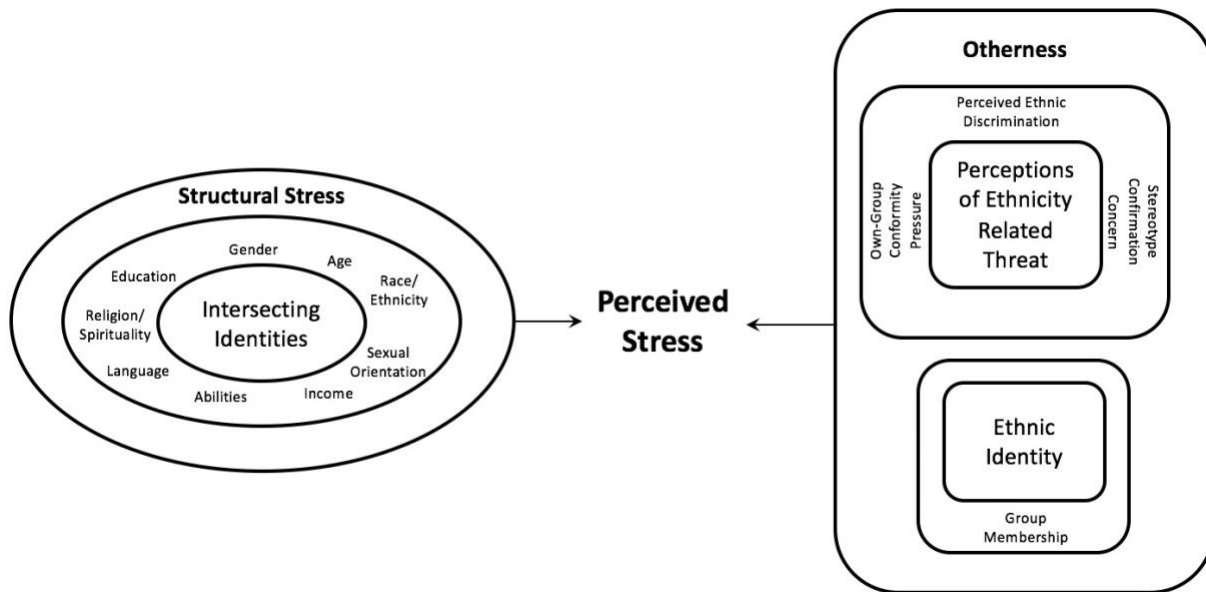 Structural Stress
Gender
Age
Education
Race/
Ethnicity
Religion/
Spirituality
Intersecting
Identities
Language
Sexual
Orientation
Abilities
Income
Perceived
Stress
Otherness
Perceived Ethnic
Discrimination
Own-Group
Conformity
Pressure
Perceptions
of Ethnicity
Related
Threat
Stereotype
Confirmation
Concern
Ethnic
Identity
Group
Membership